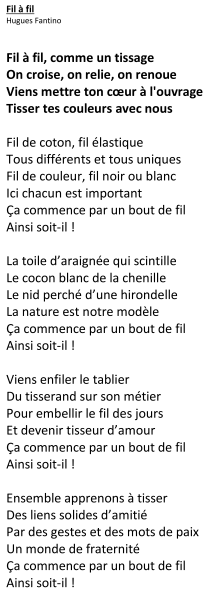 Fil à fil
Hugues Fantino
Fil à fil, comme un tissage
On croise, on relie, on renoue
Viens mettre ton cœur à l'ouvrage
Tisser tes couleurs avec nous
Fil de coton, fil élastique
Tous différents et tous uniques
Fil de couleur, fil noir ou blanc
Ici chacun est important
Ça commence par un bout de fil
Ainsi soit-il !
La toile d’araignée qui scintille
Le cocon blanc de la chenille
Le nid perché d’une hirondelle
La nature est notre modèle
Ça commence par un bout de fil
Ainsi soit-il !
Viens enfiler le tablier
Du tisserand sur son métier
Pour embellir le fil des jours
Et devenir tisseur d’amour
Ça commence par un bout de fil
Ainsi soit-il !
Ensemble apprenons à tisser
Des liens solides d’amitié
Par des gestes et des mots de paix
Un monde de fraternité
Ça commence par un bout de fil
Ainsi soit-il !